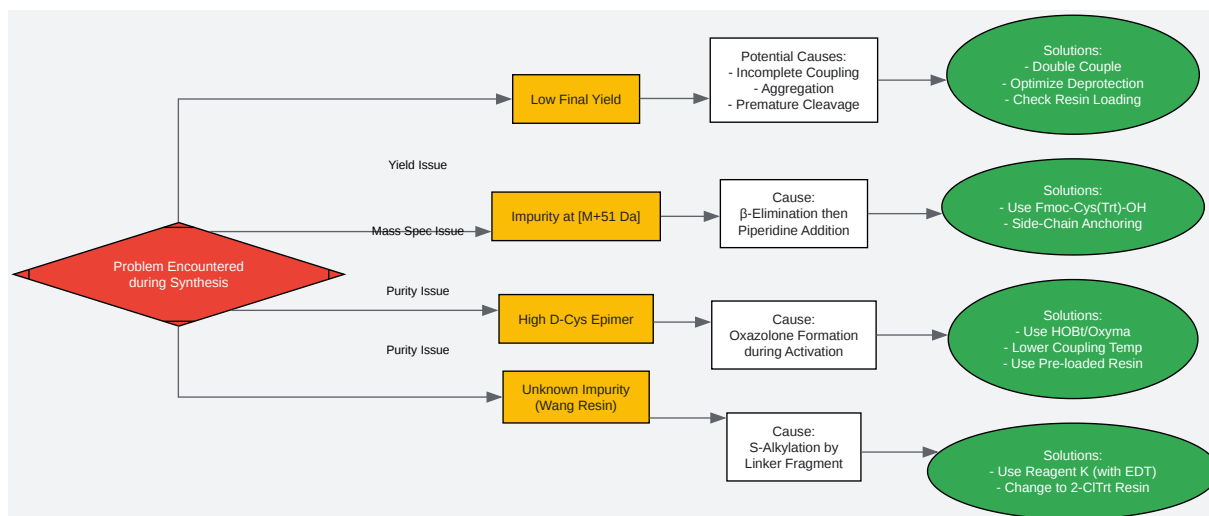 Problem Encountered
during Synthesis
Yield Issue
Low Final Yield
Potential Causes:
- Incomplete Coupling
- Aggregation
- Premature Cleavage
Solutions:
- Double Couple
- Optimize Deprotection
- Check Resin Loading
Mass Spec Issue
Impurity at [M+51 Da]
Cause:
β-Elimination then
Piperidine Addition
Solutions:
- Use Fmoc-Cys(Trt)-OH
- Side-Chain Anchoring
Purity Issue
High D-Cys Epimer
Cause:
Oxazolone Formation
during Activation
Solutions:
- Use HOBt/Oxyma
- Lower Coupling Temp
- Use Pre-loaded Resin
Purity Issue
Unknown Impurity
(Wang Resin)
Cause:
S-Alkylation by
Linker Fragment
Solutions:
- Use Reagent K (with EDT)
- Change to 2-ClTrt Resin